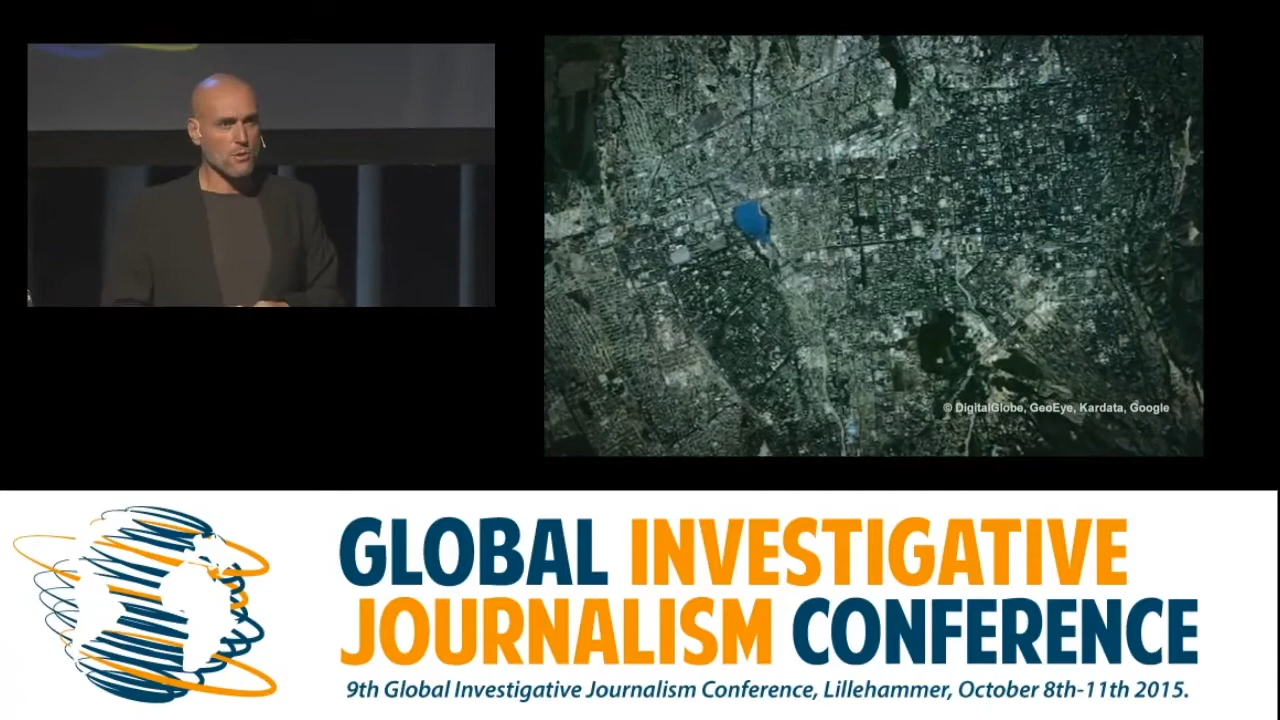 © DigitalGlobe, GeoEye, Kardata, Google
GLOBAL INVESTIGATIVE
JOURNALISM CONFERENCE
9th Global Investigative Journalism Conference, Lillehammer, October 8th-11th 2015.